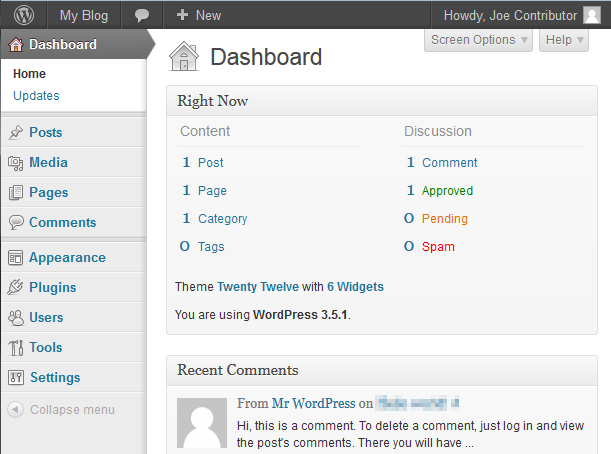 My Blog
New
Howdy, Joe Contributor
Dashboard
Home
Updates
Posts
Media
Pages
Comments
Appearance
Plugins
Users
Tools
Settings
Collapse menu
Screen Options
Help
Dashboard
Right Now
Content
1 Post
1 Page
1 Category
0 Tags
Discussion
1 Comment
1 Approved
0 Pending
0 Spam
Theme Twenty Twelve with 6 Widgets
You are using WordPress 3.5.1.
Recent Comments
From Mr WordPress on
Hi, this is a comment. To delete a comment, just log in and view
the post's comments. There you will have ...